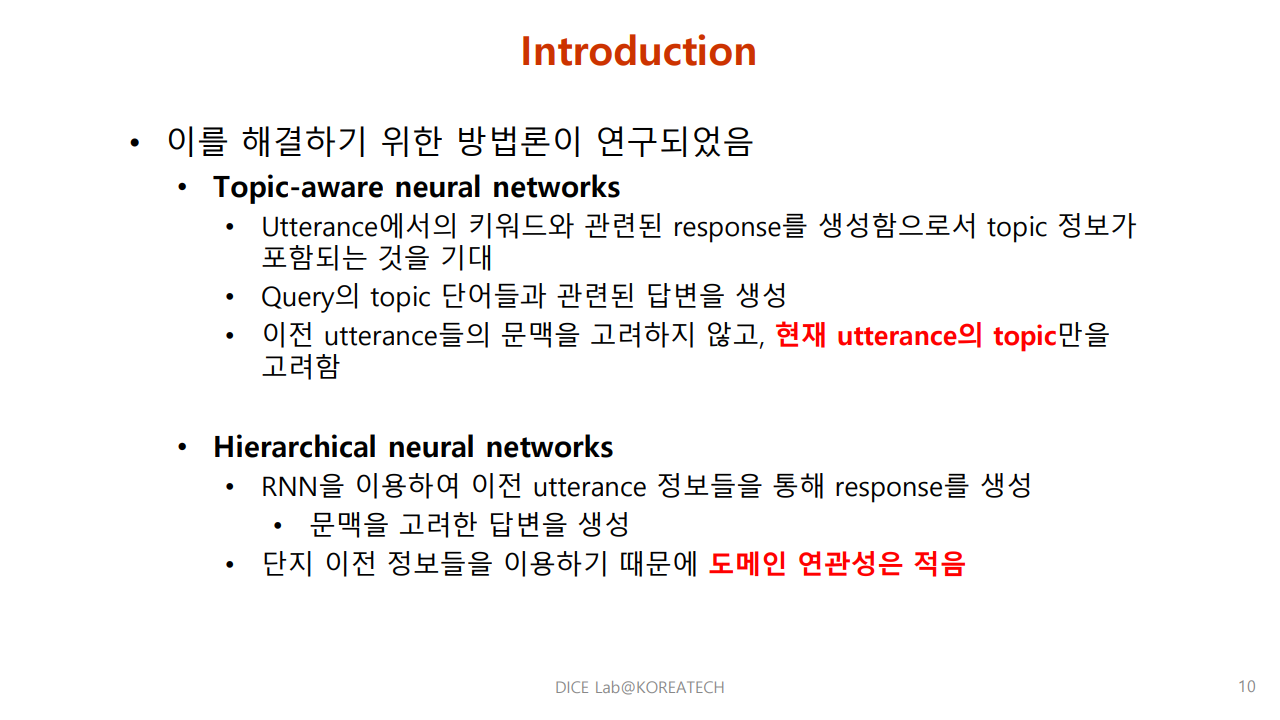 Introduction
• 이를 해결하기 위한 방법론이 연구되었음
• Topic-aware neural networks
• Utterance에서의 키워드와 관련된 response를 생성함으로서 topic 정보가
포함되는 것을 기대
• Query의 topic 단어들과 관련된 답변을 생성
• 이전 utterance들의 문맥을 고려하지 않고, 현재 utterance의 topic만을
고려함
• Hierarchical neural networks
• RNN을 이용하여 이전 utterance 정보들을 통해 response를 생성
• 문맥을 고려한 답변을 생성
• 단지 이전 정보들을 이용하기 때문에 도메인 연관성은 적음
DICE Lab@KOREATECH
10